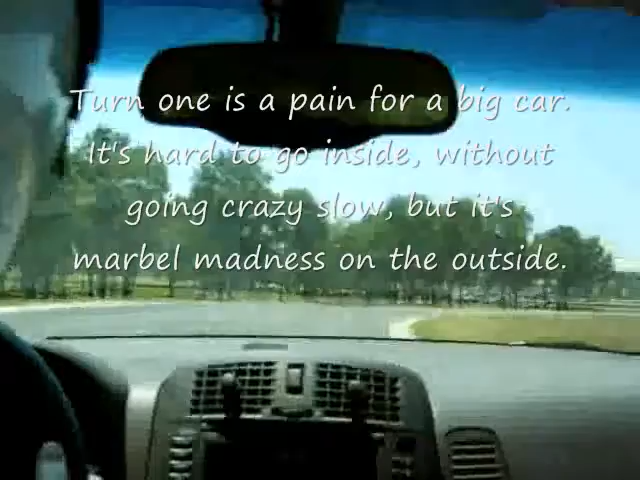 Turn one is a pain for a big car.
It's hard to go inside, without
going crazy slow, but it's
marbel madness on the outside.